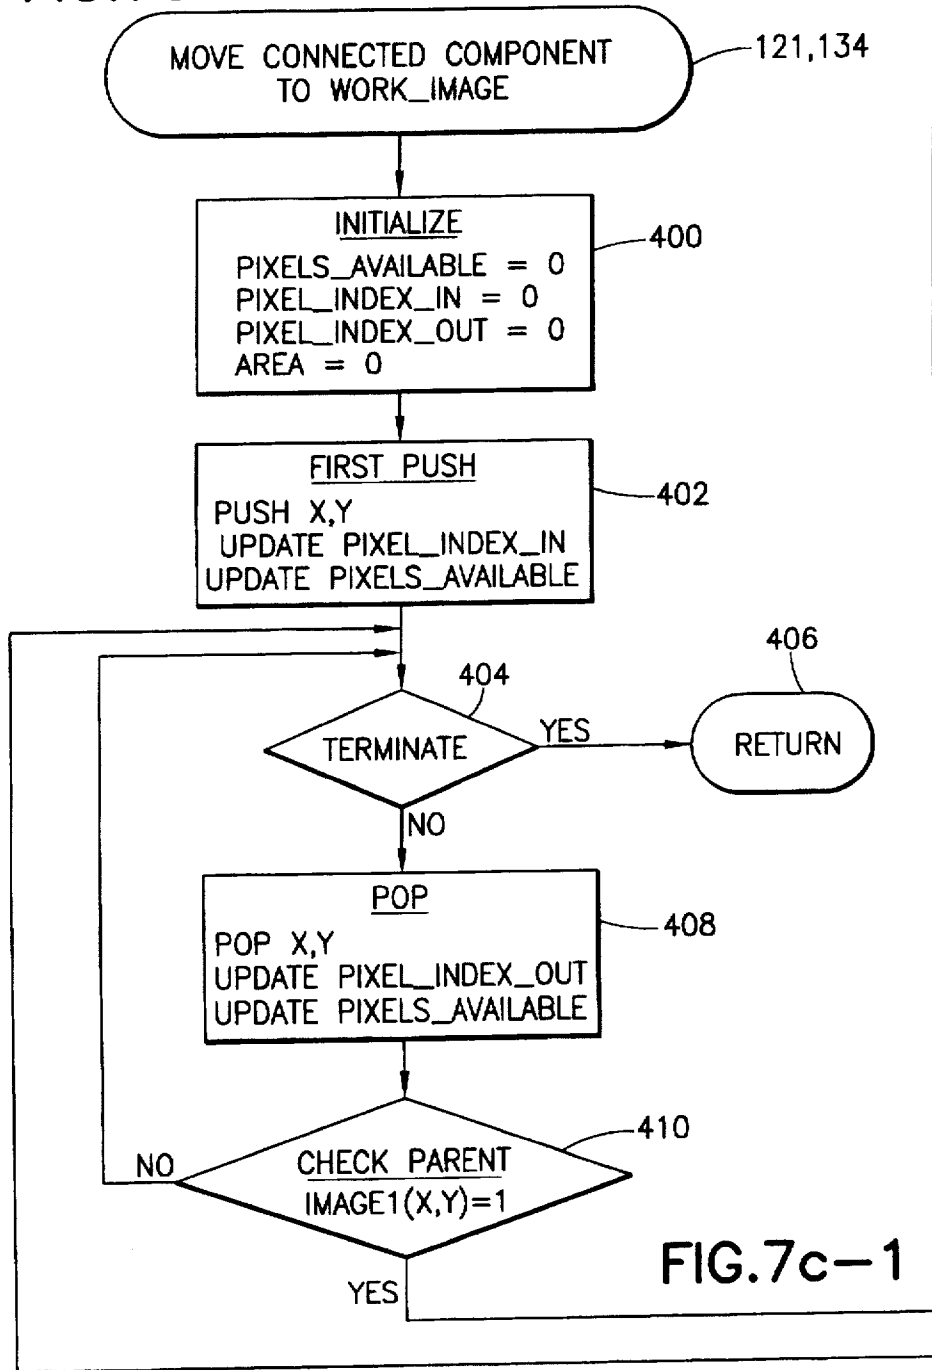 MOVE CONNECTED COMPONENT
TO WORK_IMAGE
121,134
INITIALIZE
PIXELS_AVAILABLE = 0
PIXEL_INDEX_IN = 0
PIXEL_INDEX_OUT = 0
AREA = 0
400
FIRST PUSH
PUSH X,Y
UPDATE PIXEL_INDEX_IN
UPDATE PIXELS_AVAILABLE
402
404
406
TERMINATE
YES
RETURN
NO
POP
POP X,Y
UPDATE PIXEL_INDEX_OUT
UPDATE PIXELS_AVAILABLE
408
410
NO
CHECK PARENT
IMAGE1(X,Y)=1
YES
FIG.7c-1